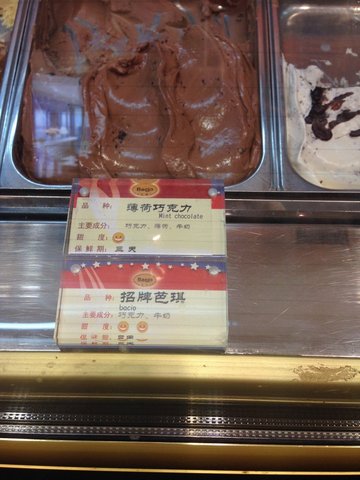 Bacio
品 种: 薄荷巧克力
Mint chocolate
主要成分: 巧克力、薄荷、牛奶
甜 度:
保鲜期: 三天
Bacio
品 种: 招牌芭琪
bacio
主要成分: 巧克力、牛奶
甜 度: